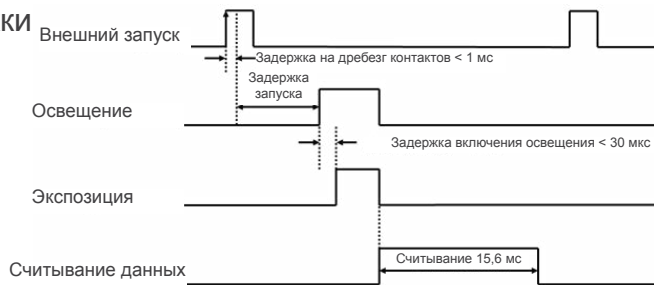 ки
Внешний запуск
Задержка на дребезг контактов < 1 мс
Задержка
запуска
Освещение
Задержка включения освещения < 30 мкс
Экспозиция
Считывание 15,6 мс
Считывание данных